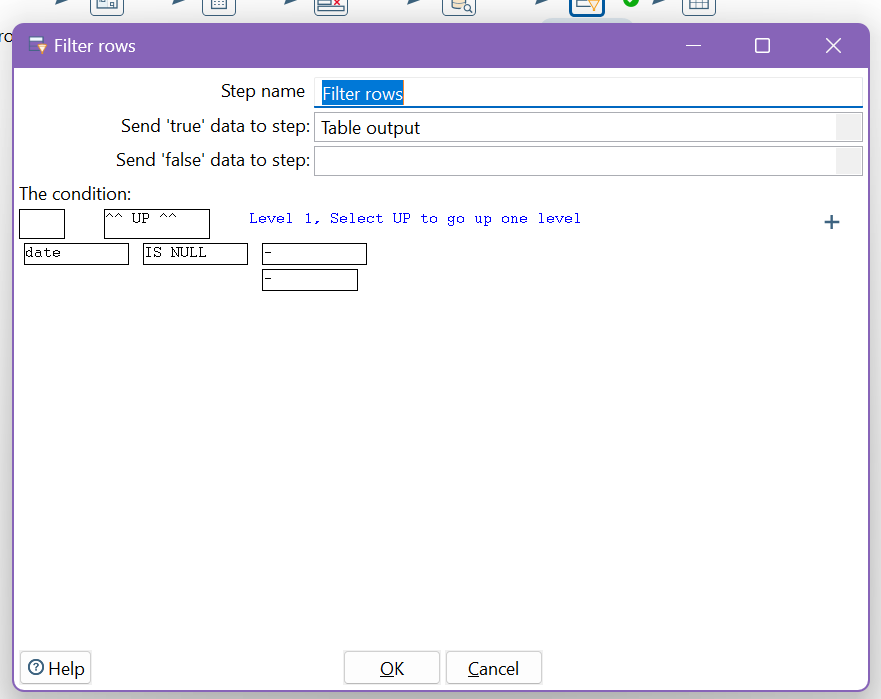 Filter rows
Step name Filter rows
Send 'true' data to step: Table output
Send 'false' data to step:
The condition:
^^ UP ^^ Level 1, Select UP to go up one level
date IS NULL -
-
Help OK Cancel